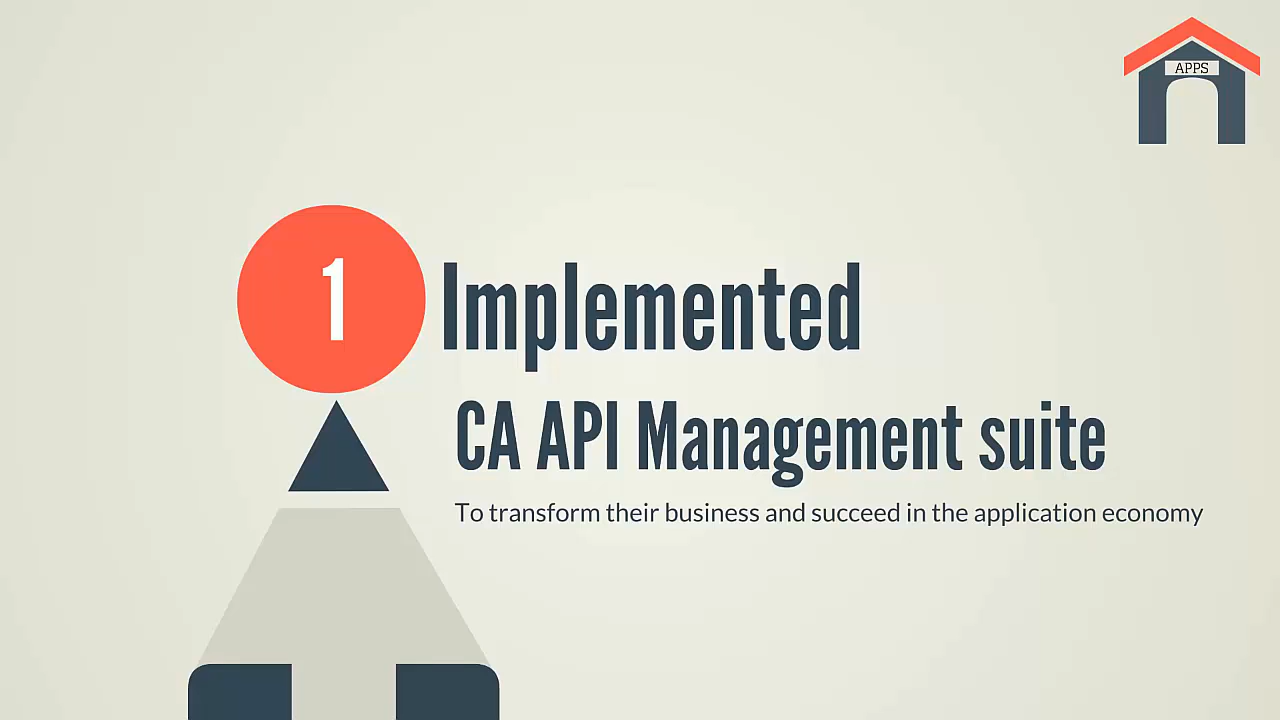 APPS
1
Implemented
CA API Management suite
To transform their business and succeed in the application economy